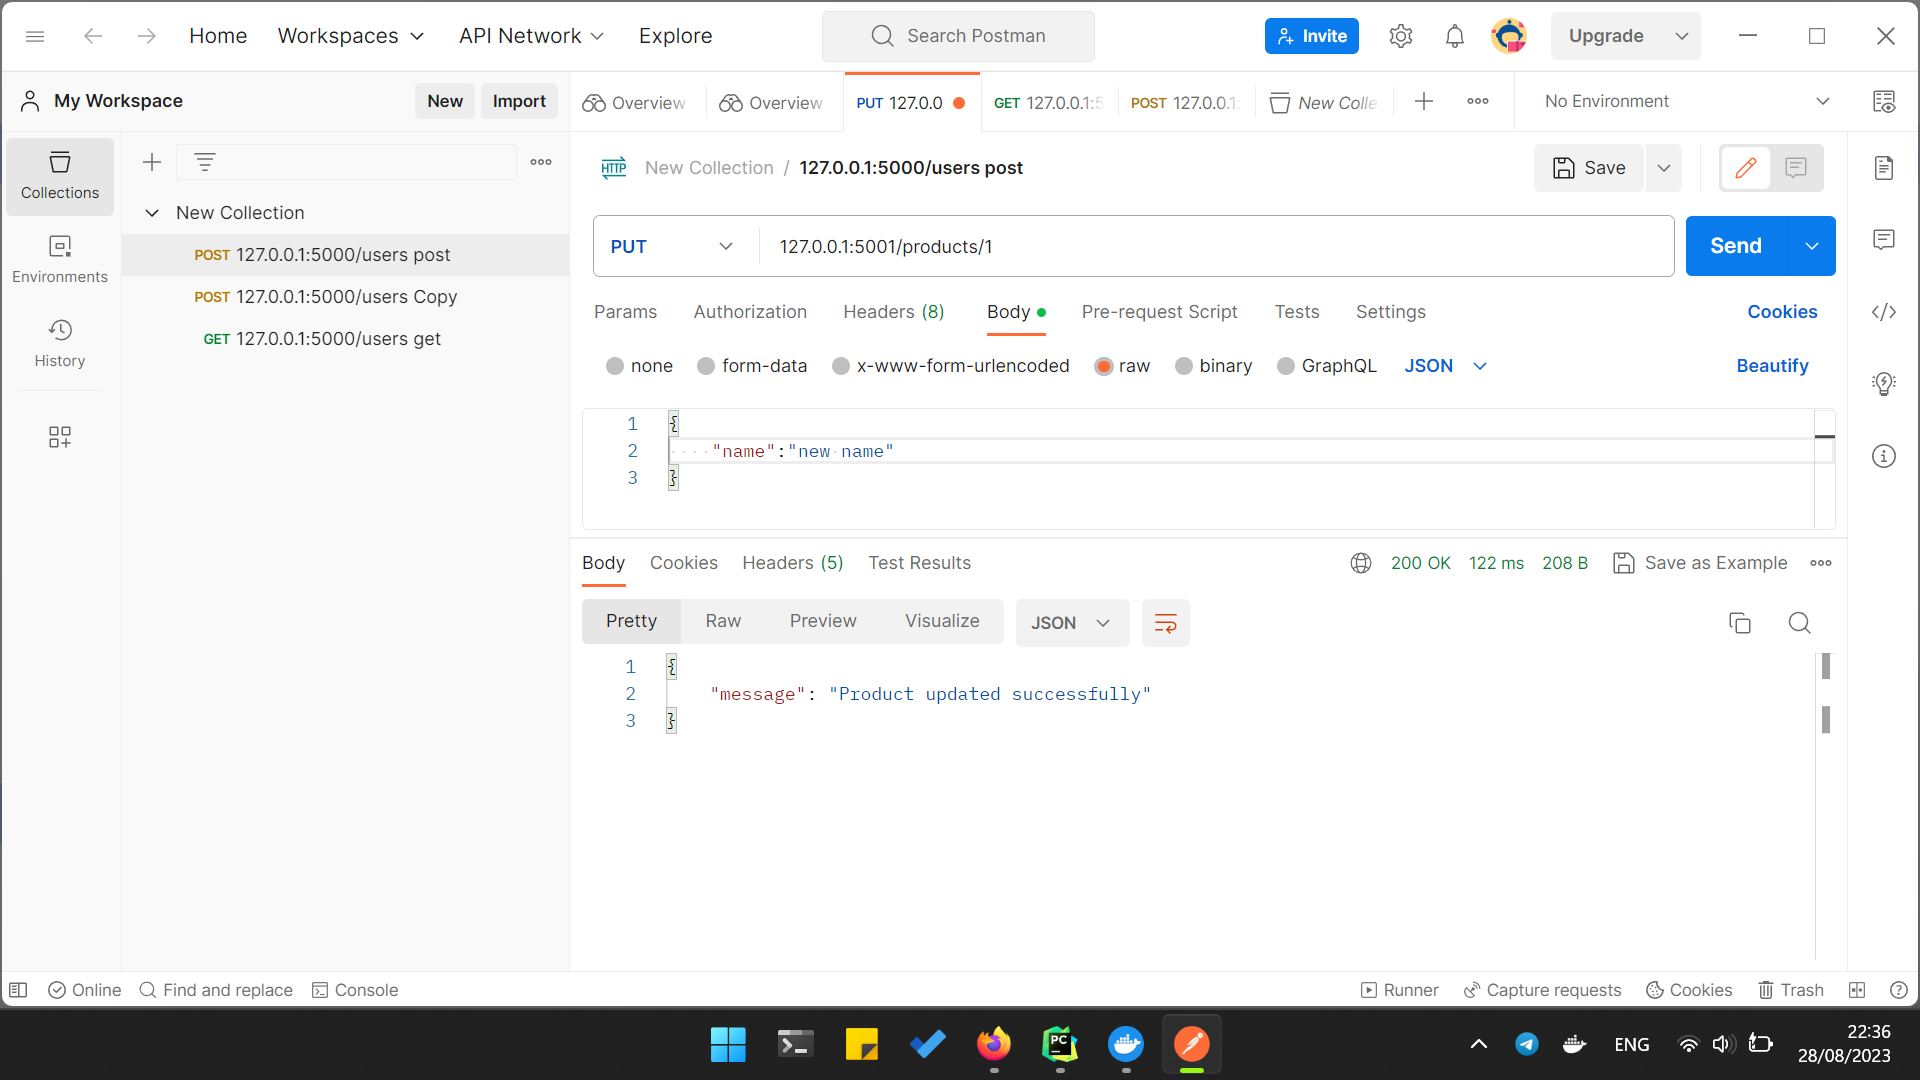 Home
Workspaces
API Network
Explore
Search Postman
Invite
Upgrade
My Workspace
New
Import
Overview
Overview
PUT 127.0.0
GET 127.0.0.1:5
POST 127.0.0.1:
New Colle
No Environment
Collections
Environments
History
New Collection
POST 127.0.0.1:5000/users post
POST 127.0.0.1:5000/users Copy
GET 127.0.0.1:5000/users get
HTTP
New Collection / 127.0.0.1:5000/users post
Save
PUT
127.0.0.1:5001/products/1
Send
Params
Authorization
Headers (8)
Body
Pre-request Script
Tests
Settings
Cookies
none
form-data
x-www-form-urlencoded
raw
binary
GraphQL
JSON
Beautify
1 {
2 "name":"new name"
3 }
Body
Cookies
Headers (5)
Test Results
200 OK
122 ms
208 B
Save as Example
Pretty
Raw
Preview
Visualize
JSON
1 {
2 "message": "Product updated successfully"
3 }
Online
Find and replace
Console
Runner
Capture requests
Cookies
Trash
PC
ENG
22:36
28/08/2023